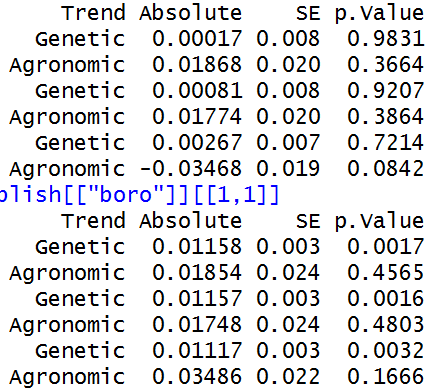 Trend Absolute SE p.Value
Genetic 0.00017 0.008 0.9831
Agronomic 0.01868 0.020 0.3664
Genetic 0.00081 0.008 0.9207
Agronomic 0.01774 0.020 0.3864
Genetic 0.00267 0.007 0.7214
Agronomic -0.03468 0.019 0.0842
blish[["boro"]][[1,1]]
Trend Absolute SE p.Value
Genetic 0.01158 0.003 0.0017
Agronomic 0.01854 0.024 0.4565
Genetic 0.01157 0.003 0.0016
Agronomic 0.01748 0.024 0.4803
Genetic 0.01117 0.003 0.0032
Agronomic 0.03486 0.022 0.1666